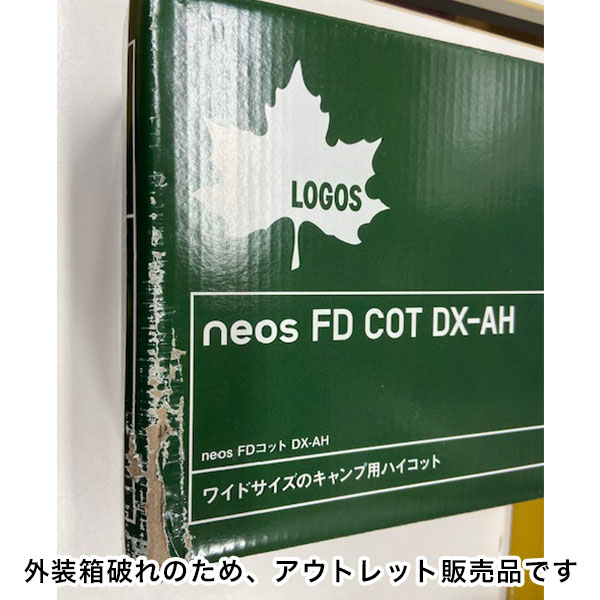 LOGOS
neos FD COT DX-AH
neos FDコット DX-AH
ワイドサイズのキャンプ用ハイコット
外装箱破れのため、アウトレット販売品です